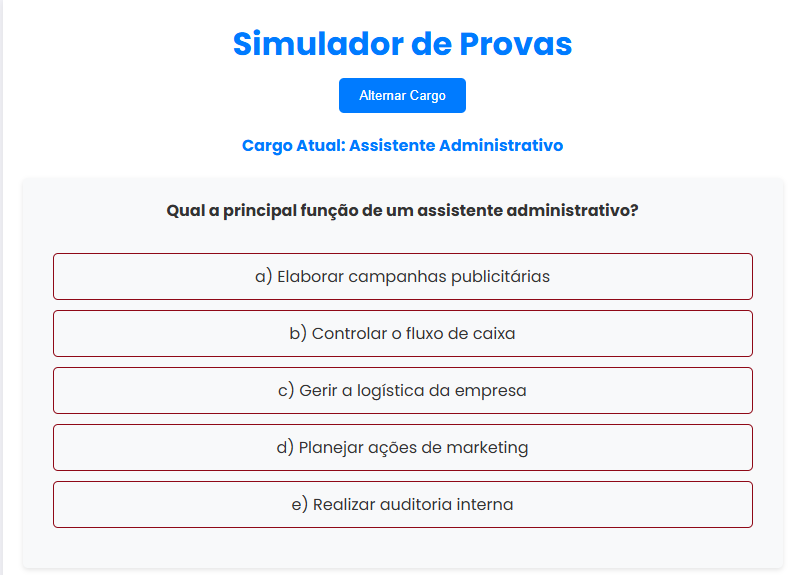 Simulador de Provas
Alternar Cargo
Cargo Atual: Assistente Administrativo
Qual a principal função de um assistente administrativo?
a) Elaborar campanhas publicitárias
b) Controlar o fluxo de caixa
c) Gerir a logística da empresa
d) Planejar ações de marketing
e) Realizar auditoria interna